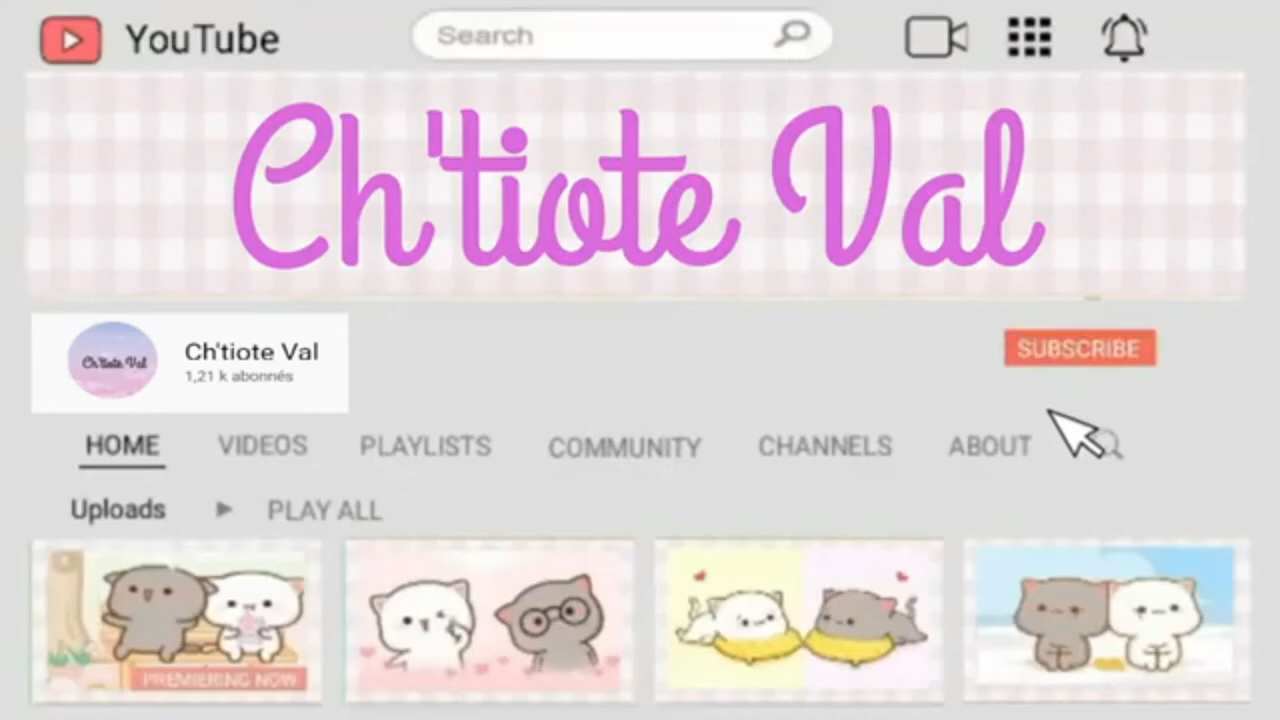 YouTube
Search
Ch'tiote Val
Ch'tiote Val
Ch'tiote Val
1,21 k abonnés
SUBSCRIBE
HOME VIDEOS PLAYLISTS COMMUNITY CHANNELS ABOUT
Uploads PLAY ALL
PREMIERING NOW